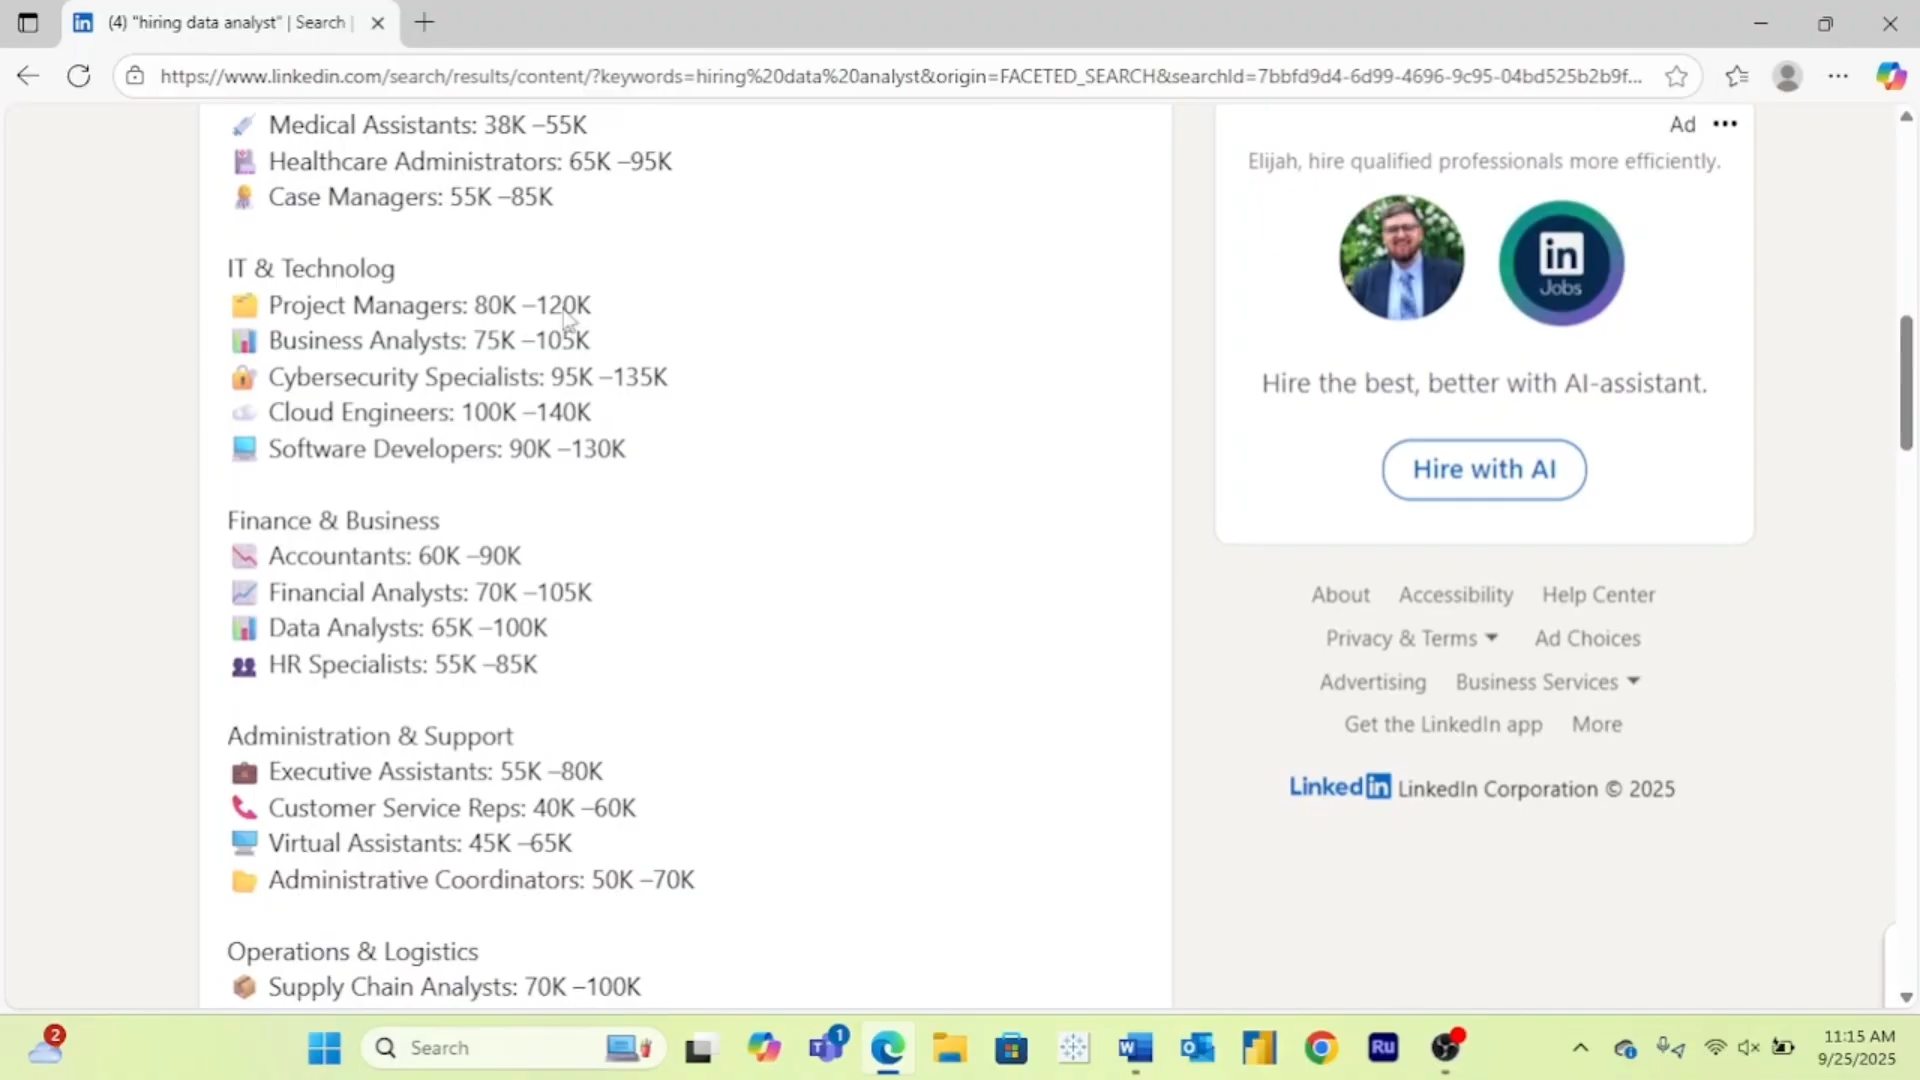 (4) "hiring data analyst" | Search |
https://www.linkedin.com/search/results/content/?keywords=hiring%20data%20analyst&origin=FACETED_SEARCH&searchId=7bbfd9d4-6d99-4696-9c95-04bd525b2b9f...
Medical Assistants: 38K –55K
Healthcare Administrators: 65K –95K
Case Managers: 55K –85K
IT & Technolog
Project Managers: 80K –120K
Business Analysts: 75K –105K
Cybersecurity Specialists: 95K –135K
Cloud Engineers: 100K –140K
Software Developers: 90K –130K
Finance & Business
Accountants: 60K –90K
Financial Analysts: 70K –105K
Data Analysts: 65K –100K
HR Specialists: 55K –85K
Administration & Support
Executive Assistants: 55K –80K
Customer Service Reps: 40K –60K
Virtual Assistants: 45K –65K
Administrative Coordinators: 50K –70K
Operations & Logistics
Supply Chain Analysts: 70K –100K
Ad
Elijah, hire qualified professionals more efficiently.
in
Jobs
Hire the best, better with AI-assistant.
Hire with AI
About Accessibility Help Center
Privacy & Terms Ad Choices
Advertising Business Services
Get the LinkedIn app More
LinkedIn LinkedIn Corporation © 2025
2
Search
1
Ru
11:15 AM
9/25/2025